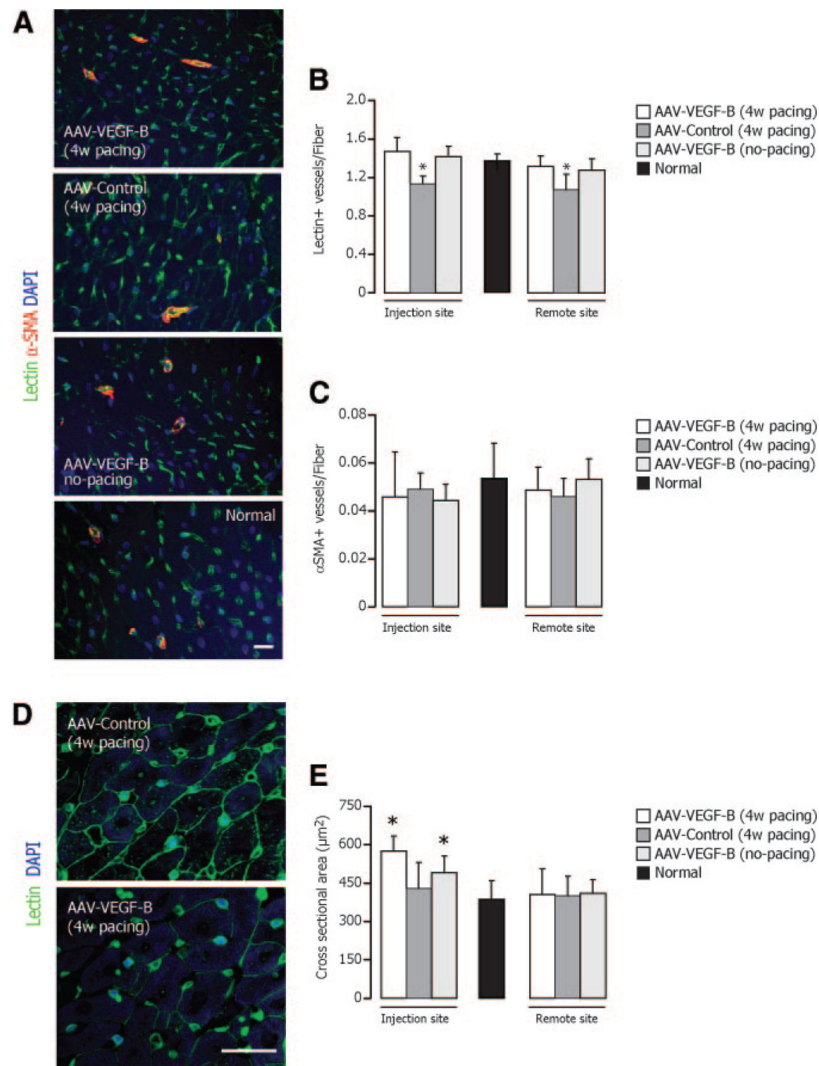 A
AAV-VEGF-B
(4w pacing)
AAV-Control
(4w pacing)
AAV-VEGF-B
no-pacing
Normal
Lectin α-SMA DAPI
B
Lectin+ vessels/Fiber
2.0
1.6
1.2
0.8
0.4
0
*
*
Injection site
Remote site
AAV-VEGF-B (4w pacing)
AAV-Control (4w pacing)
AAV-VEGF-B (no-pacing)
Normal
C
αSMA+ vessels/Fiber
0.08
0.06
0.04
0.02
0
Injection site
Remote site
AAV-VEGF-B (4w pacing)
AAV-Control (4w pacing)
AAV-VEGF-B (no-pacing)
Normal
D
AAV-Control
(4w pacing)
AAV-VEGF-B
(4w pacing)
Lectin DAPI
E
Cross sectional area (µm²)
750
600
450
300
150
0
*
*
Injection site
Remote site
AAV-VEGF-B (4w pacing)
AAV-Control (4w pacing)
AAV-VEGF-B (no-pacing)
Normal